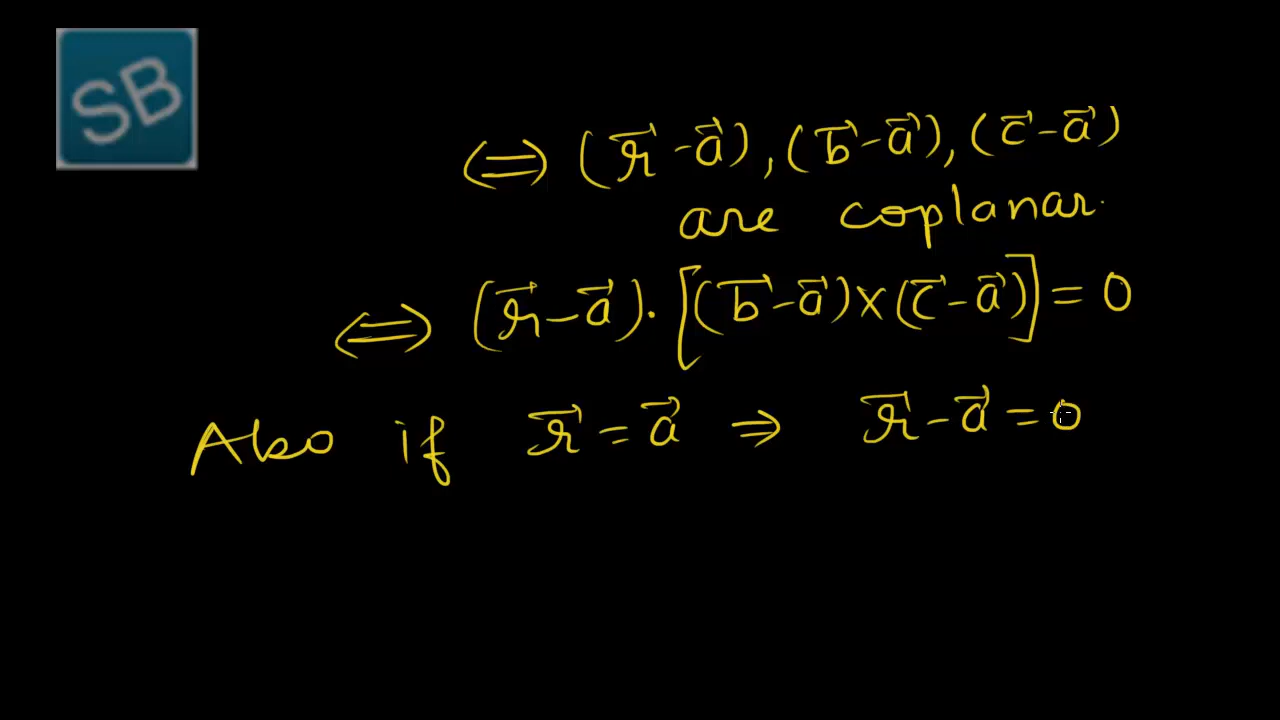 SB
⟺ (r⃗ - a⃗), (b⃗ - a⃗), (c⃗ - a⃗)
are coplanar.
⟺ (r⃗ - a⃗) · [(b⃗ - a⃗) × (c⃗ - a⃗)] = 0
Also if r⃗ = a⃗ ⇒ r⃗ - a⃗ = 0